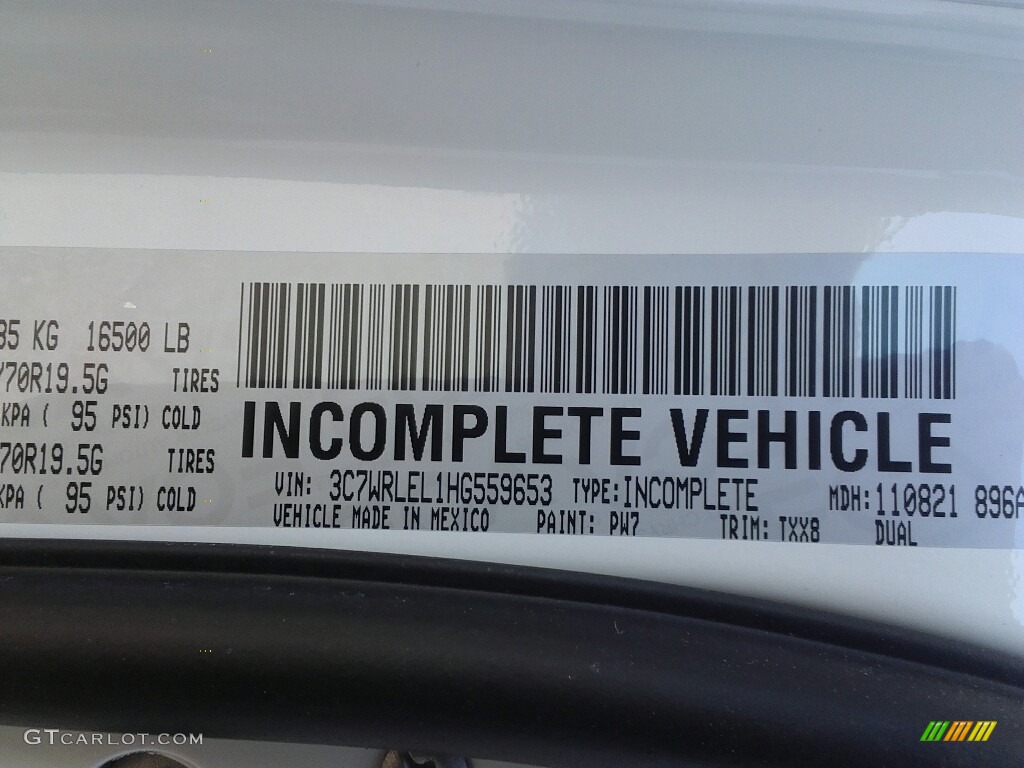 85 KG 16500 LB
/70R19.5G TIRES
KPA ( 95 PSI) COLD
70R19.5G TIRES
KPA ( 95 PSI) COLD
INCOMPLETE VEHICLE
VIN: 3C7WRLEL1HG559653 TYPE:INCOMPLETE MDH:110821 896A
VEHICLE MADE IN MEXICO PAINT: PW7 TRIM: TXX8 DUAL
GTCARLOT.COM